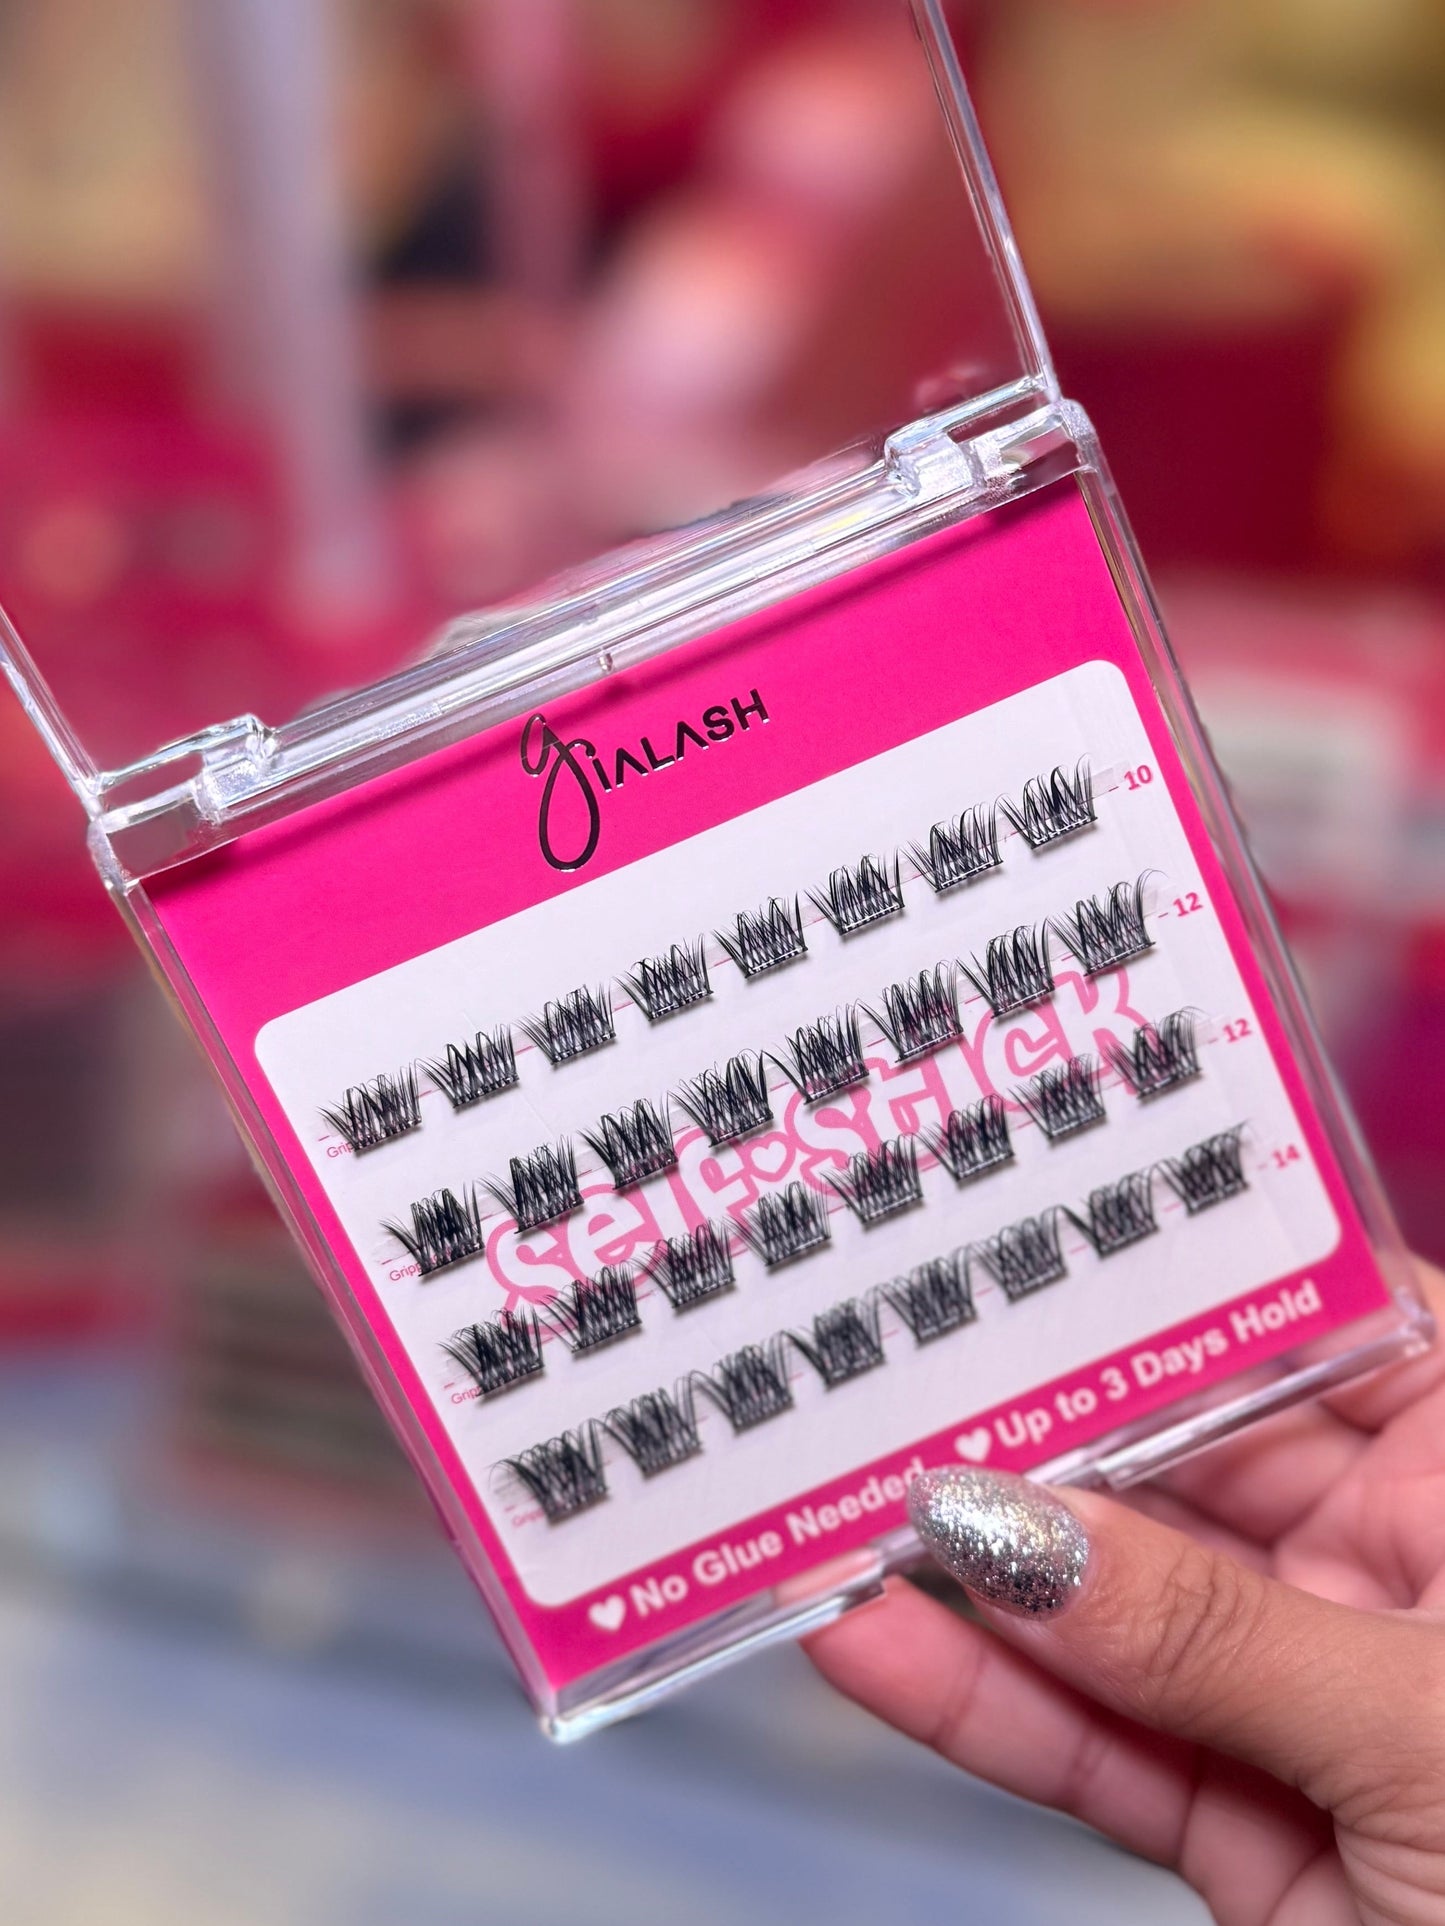 giALASH
10
12
12
14
self stick
♥ No Glue Needed ♥ Up to 3 Days Hold